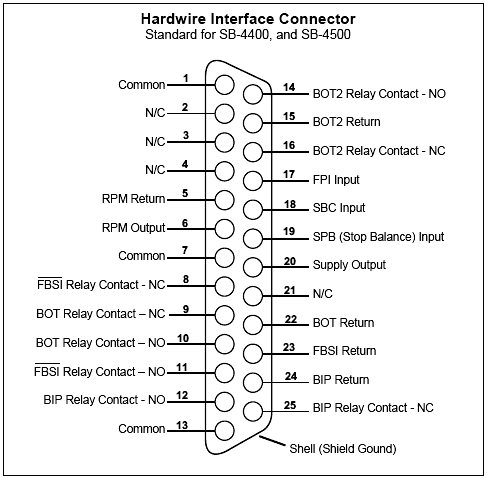 Hardwire Interface Connector
Standard for SB-4400, and SB-4500
Common 1
N/C 2
N/C 3
N/C 4
RPM Return 5
RPM Output 6
Common 7
FBSI Relay Contact - NC 8
BOT Relay Contact – NC 9
BOT Relay Contact – NO 10
FBSI Relay Contact – NO 11
BIP Relay Contact - NO 12
Common 13
14 BOT2 Relay Contact - NO
15 BOT2 Return
16 BOT2 Relay Contact - NC
17 FPI Input
18 SBC Input
19 SPB (Stop Balance) Input
20 Supply Output
21 N/C
22 BOT Return
23 FBSI Return
24 BIP Return
25 BIP Relay Contact - NC
Shell (Shield Gound)